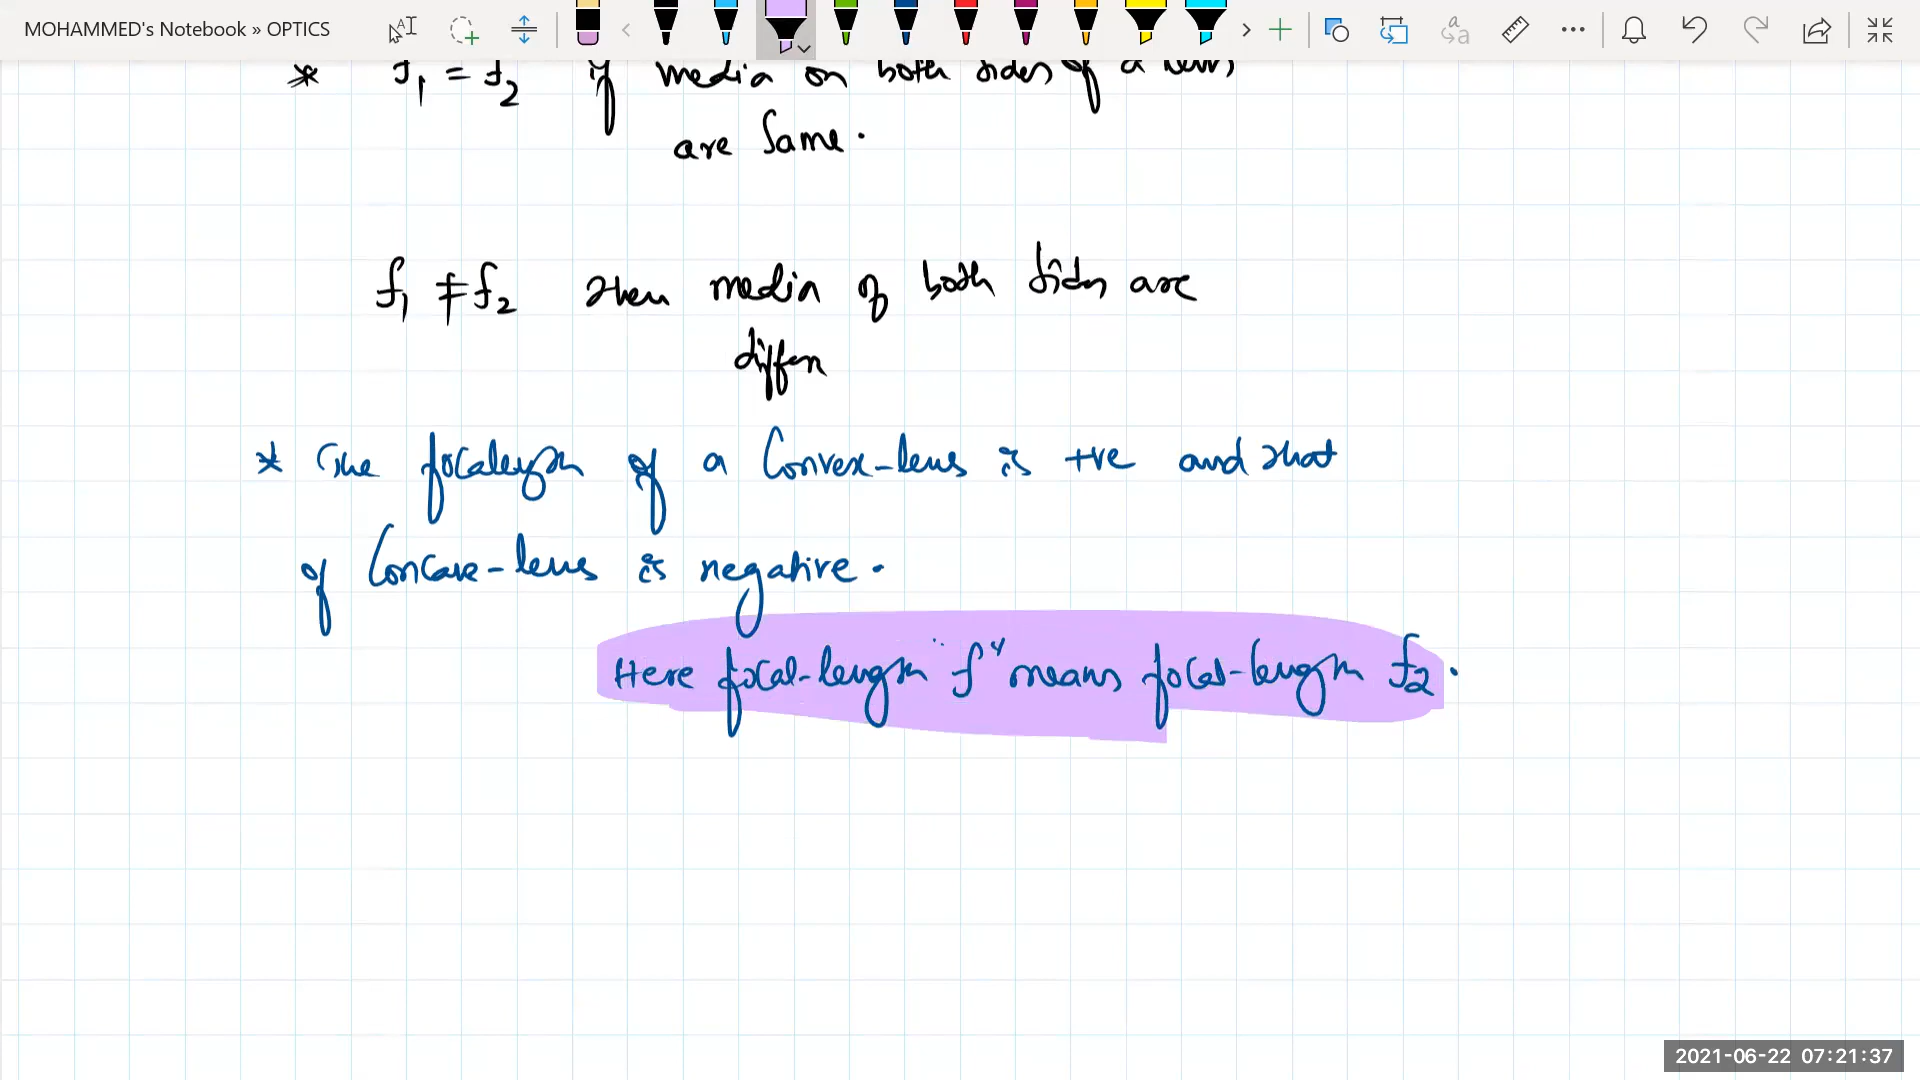 MOHAMMED's Notebook » OPTICS
* f₁ = f₂ if media on both sides of a lens
are Same.
f₁ ≠ f₂ then media of both sides are
differ
* The focalength of a Convex-lens is +ve and that
of Concave-lens is negative.
Here focal-length "f" means focal-length f₂.
2021-06-22 07:21:37